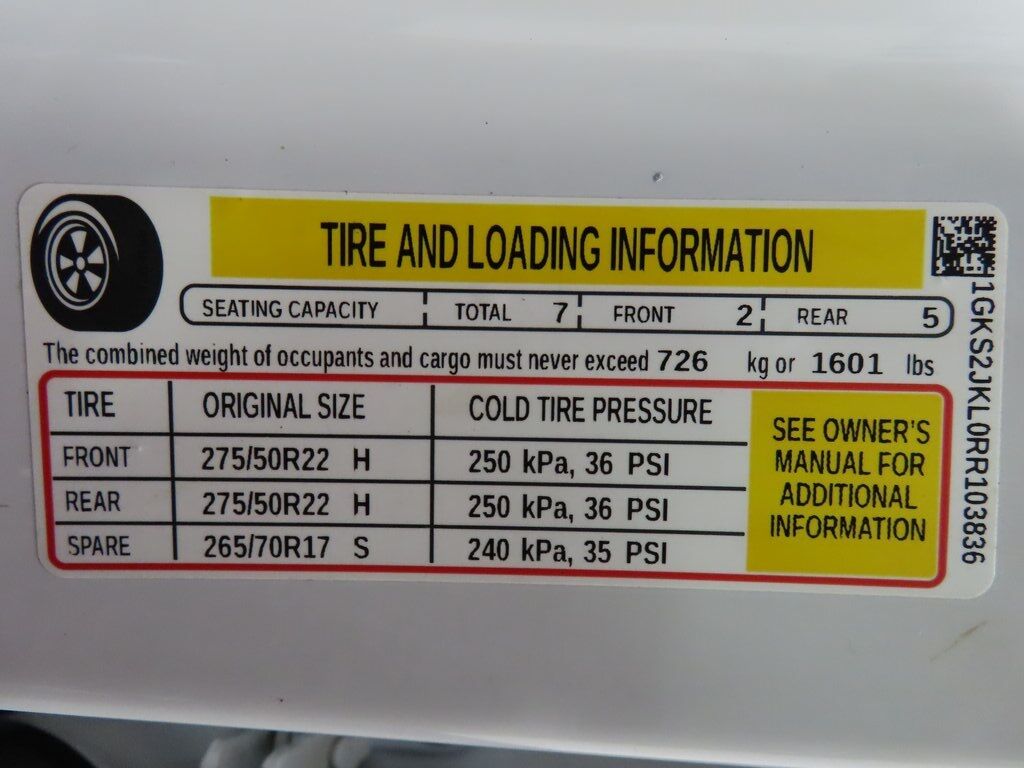 TIRE AND LOADING INFORMATION
SEATING CAPACITY TOTAL 7 FRONT 2 REAR 5
The combined weight of occupants and cargo must never exceed 726 kg or 1601 lbs
TIRE ORIGINAL SIZE COLD TIRE PRESSURE
FRONT 275/50R22 H 250 kPa, 36 PSI
REAR 275/50R22 H 250 kPa, 36 PSI
SPARE 265/70R17 S 240 kPa, 35 PSI
SEE OWNER'S
MANUAL FOR
ADDITIONAL
INFORMATION
1GKS2JKL0RR103836